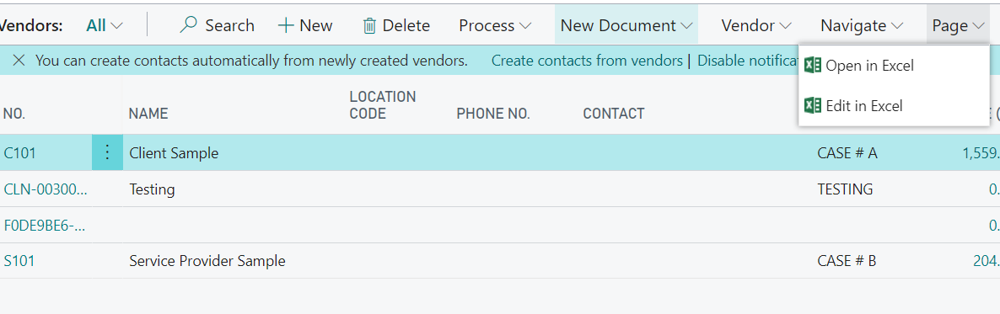 Vendors: All Search New Delete Process New Document Vendor Navigate Page
You can create contacts automatically from newly created vendors. Create contacts from vendors | Disable
Open in Excel
Edit in Excel
LOCATION
NO. NAME CODE PHONE NO. CONTACT
C101 Client Sample CASE # A 1,559.
CLN-00300... Testing TESTING 0.
F0DE9BE6-... 0.
S101 Service Provider Sample CASE # B 204.